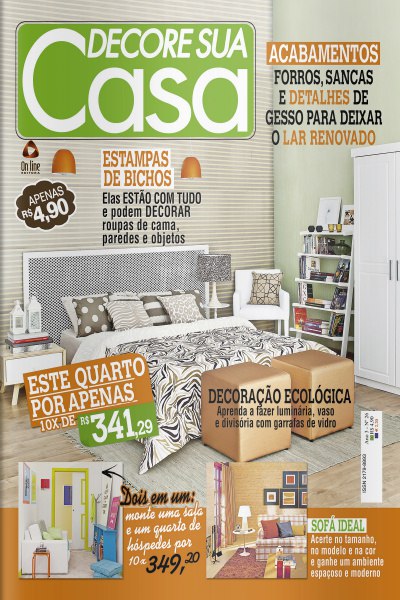 DECORE SUA
Casa
On line
EDITORA
APENAS
R$ 4,90
ACABAMENTOS
FORROS, SANCAS
E DETALHES DE
GESSO PARA DEIXAR
O LAR RENOVADO
ESTAMPAS
DE BICHOS
Elas ESTÃO COM TUDO
e podem DECORAR
roupas de cama,
paredes e objetos
ESTE QUARTO
POR APENAS
10X DE R$ 341,29
DECORAÇÃO ECOLÓGICA
Aprenda a fazer luminária, vaso
e divisória com garrafas de vidro
Dois em um:
monte uma sala
e um quarto de
hóspedes por
10x 349,20
SOFÁ IDEAL
Acerte no tamanho,
no modelo e na cor
e ganhe um ambiente
espaçoso e moderno